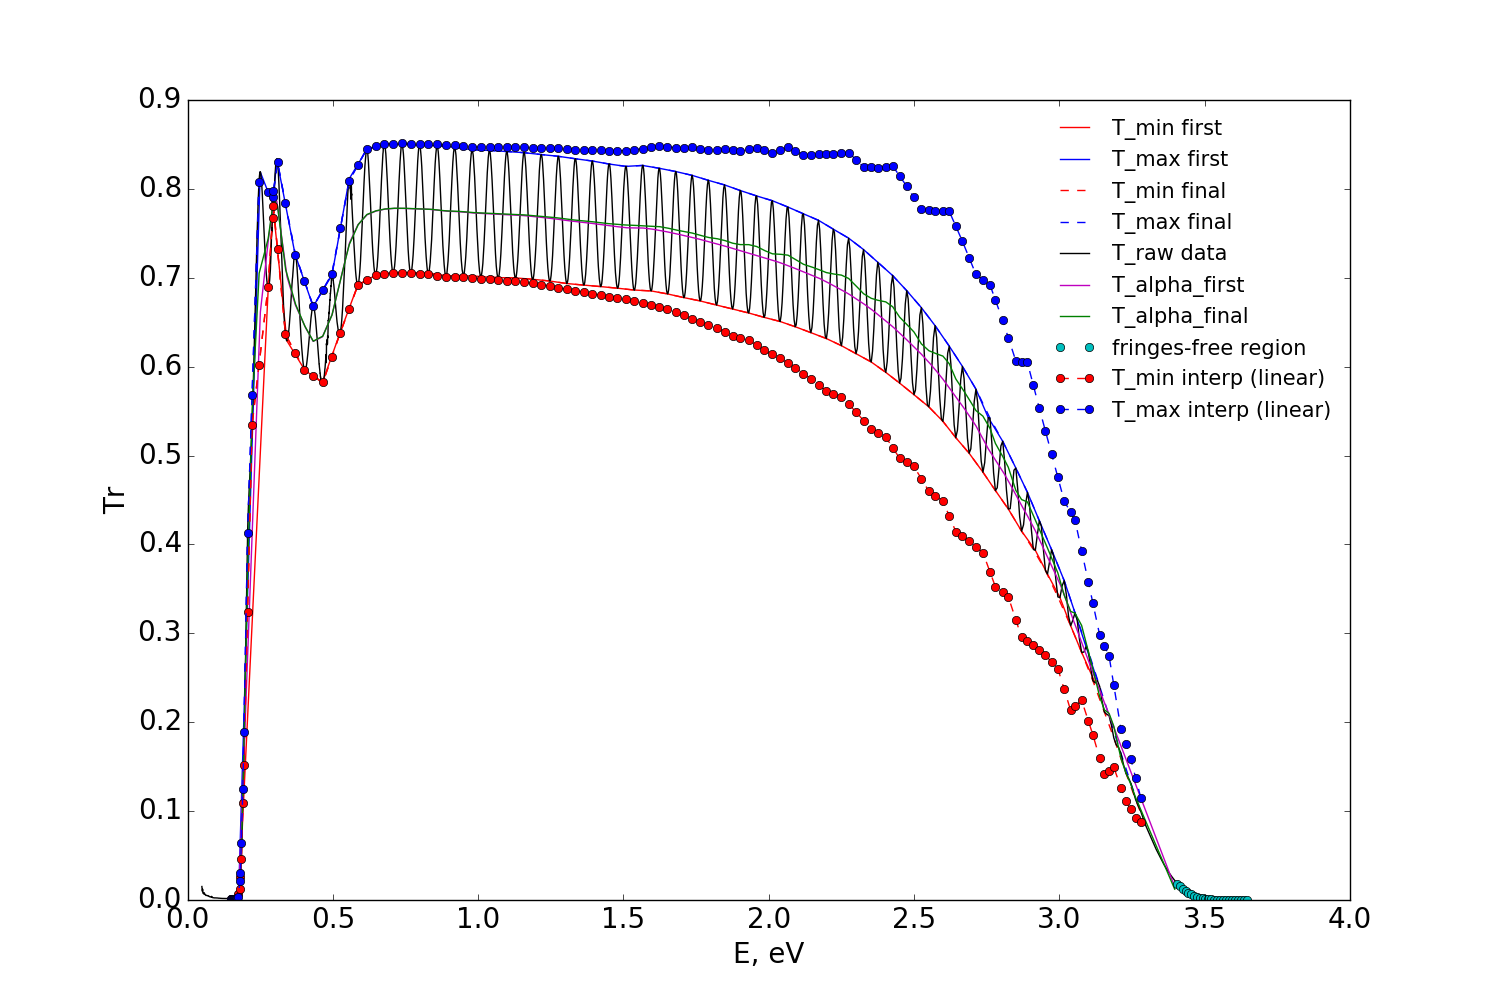 0.9
0.8
0.7
0.6
0.5
0.4
0.3
0.2
0.1
0.0
Tr
0.0 0.5 1.0 1.5 2.0 2.5 3.0 3.5 4.0
E, eV
T_min first
T_max first
T_min final
T_max final
T_raw data
T_alpha_first
T_alpha_final
fringes-free region
T_min interp (linear)
T_max interp (linear)